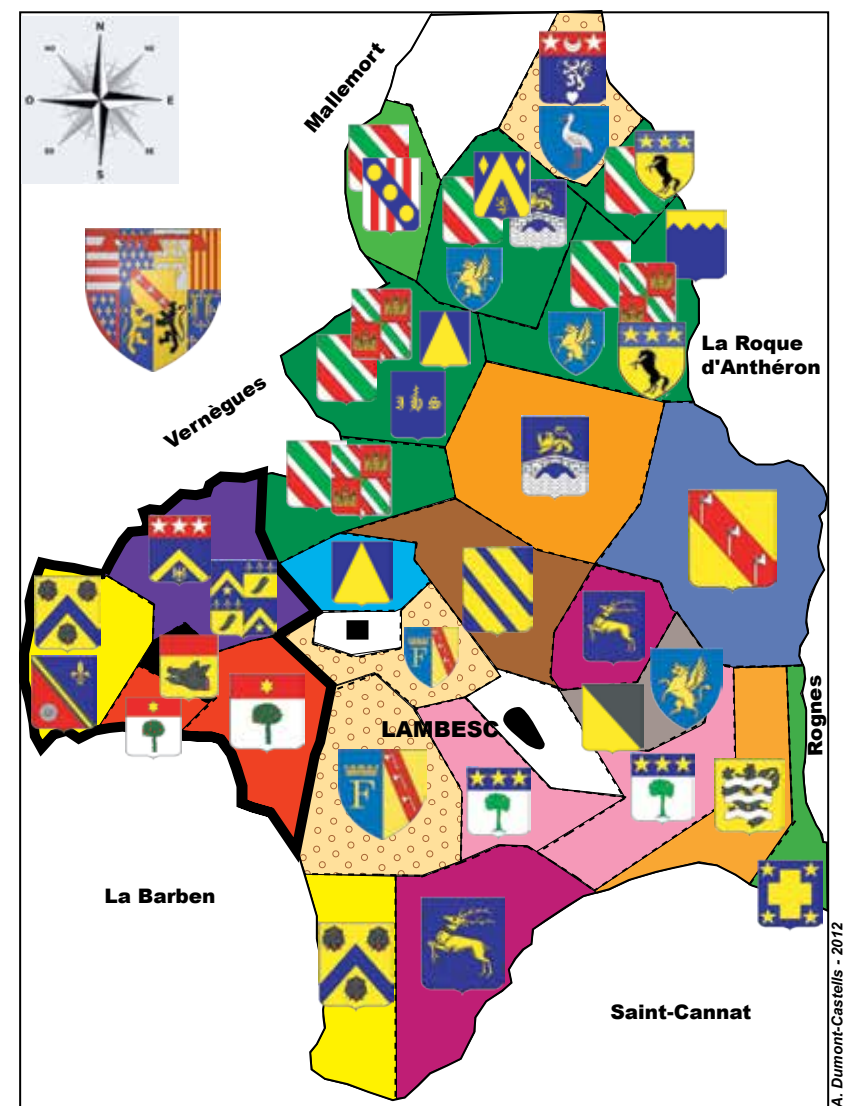 N
O
E
S
Mallemort
La Roque
d'Anthéron
Vernègues
I h S
F
LAMBESC
Rognes
F
La Barben
Saint-Cannat
A. Dumont-Castells - 2012